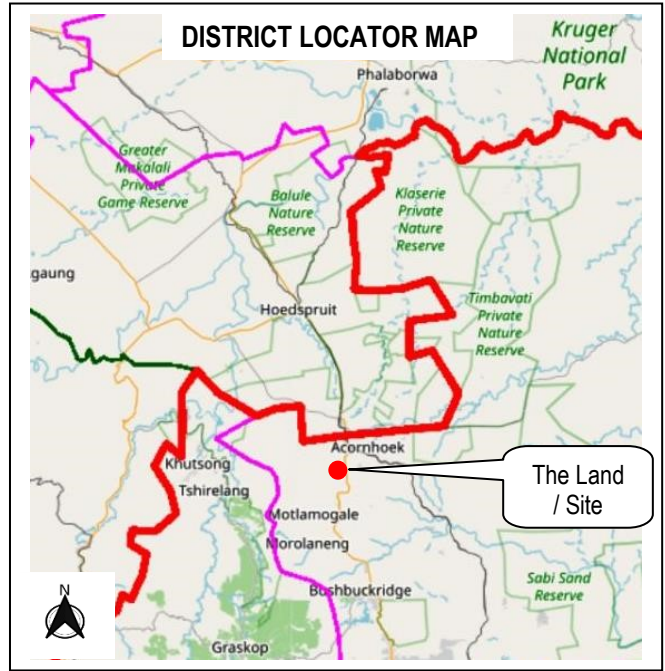 DISTRICT LOCATOR MAP
Kruger
National
Park
Phalaborwa
Greater
Makalali
Private
Game Reserve
Balule
Nature
Reserve
Klaserie
Private
Nature
Reserve
gaung
Hoedspruit
Timbavati
Private
Nature
Reserve
Acornhoek
Khutsong
Tshirelang
The Land
/ Site
Motlamogale
Morolaneng
Bushbuckridge
Sabi Sand
Reserve
N
Graskop